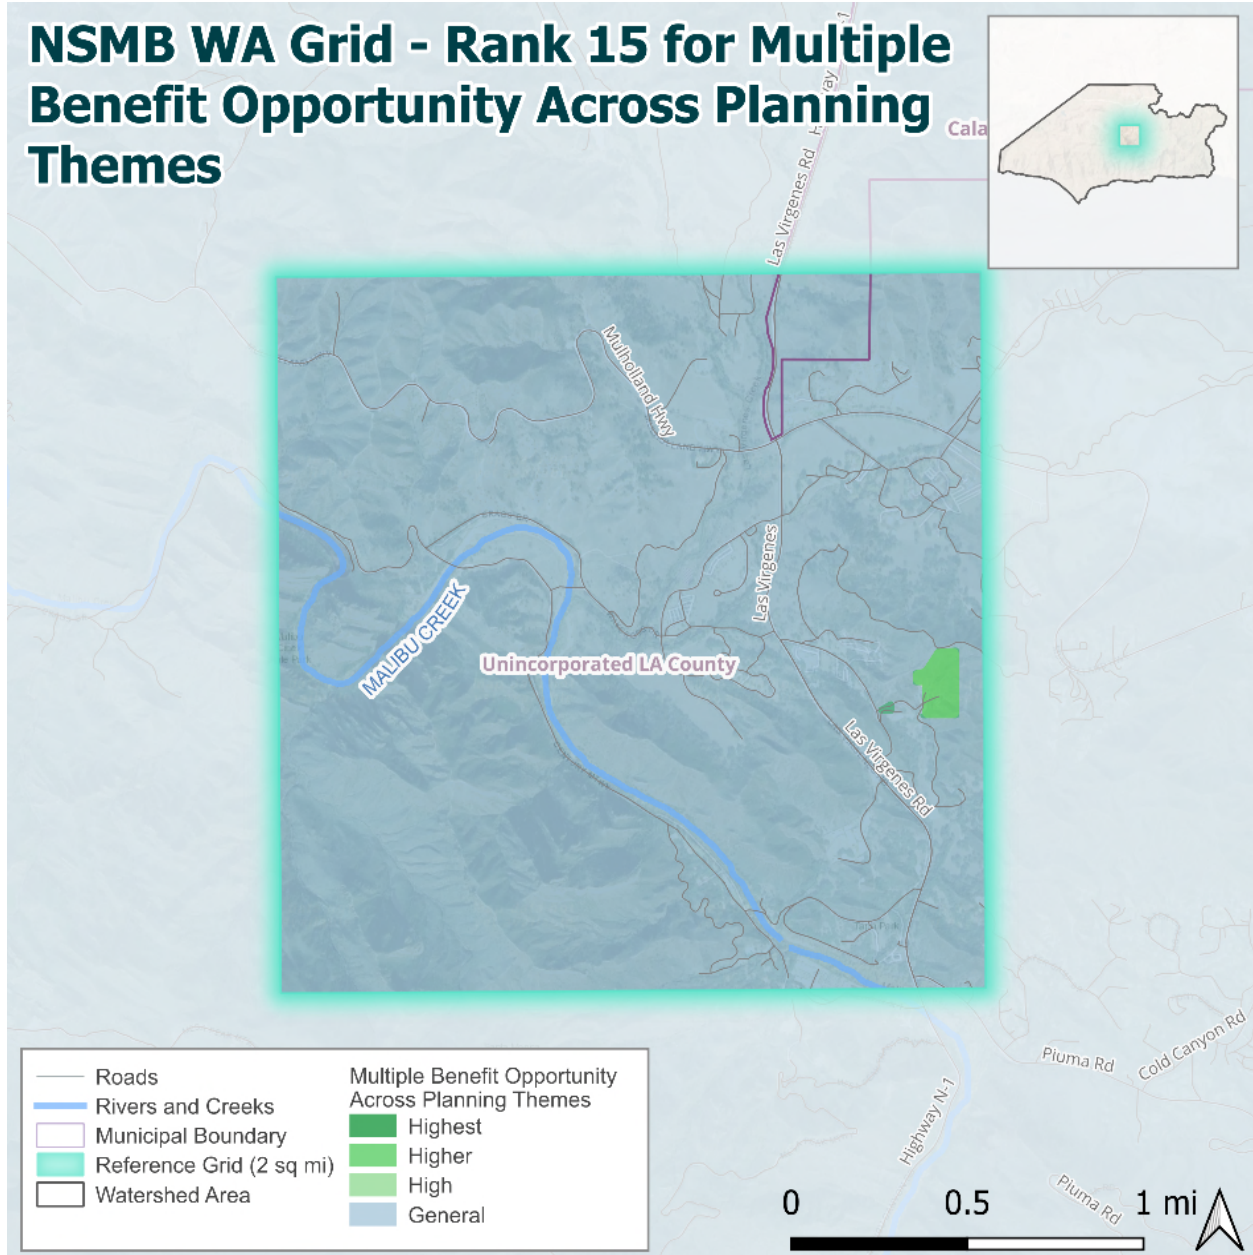 NSMB WA Grid - Rank 15 for Multiple
Benefit Opportunity Across Planning
Themes
Cala
Las Virgenes Rd
Mulholland Hwy
Las Virgenes
MALIBU CREEK
Unincorporated LA County
Las Virgenes Rd
Piuma Rd
Cold Canyon Rd
Highway N-1
Piuma Rd
Roads
Rivers and Creeks
Municipal Boundary
Reference Grid (2 sq mi)
Watershed Area
Multiple Benefit Opportunity
Across Planning Themes
Highest
Higher
High
General
0 0.5 1 mi